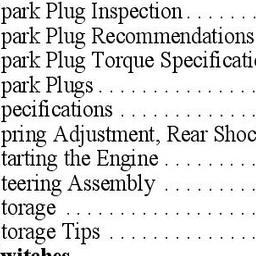 park Plug Inspection . . . . . . .
park Plug Recommendations
park Plug Torque Specificati
park Plugs . . . . . . . . . . . . .
pecifications . . . . . . . . . . .
pring Adjustment, Rear Shoc
tarting the Engine . . . . . . . .
teering Assembly . . . . . . . .
torage . . . . . . . . . . . . . . . .
torage Tips . . . . . . . . . . . .
witches